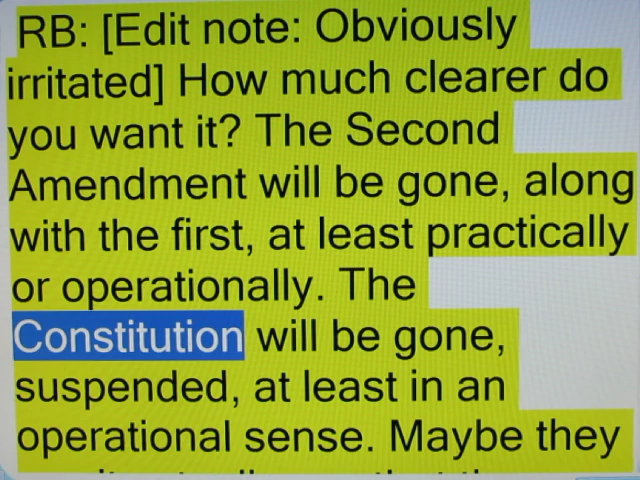 RB: [Edit note: Obviously
irritated] How much clearer do
you want it? The Second
Amendment will be gone, along
with the first, at least practically
or operationally. The
Constitution will be gone,
suspended, at least in an
operational sense. Maybe they